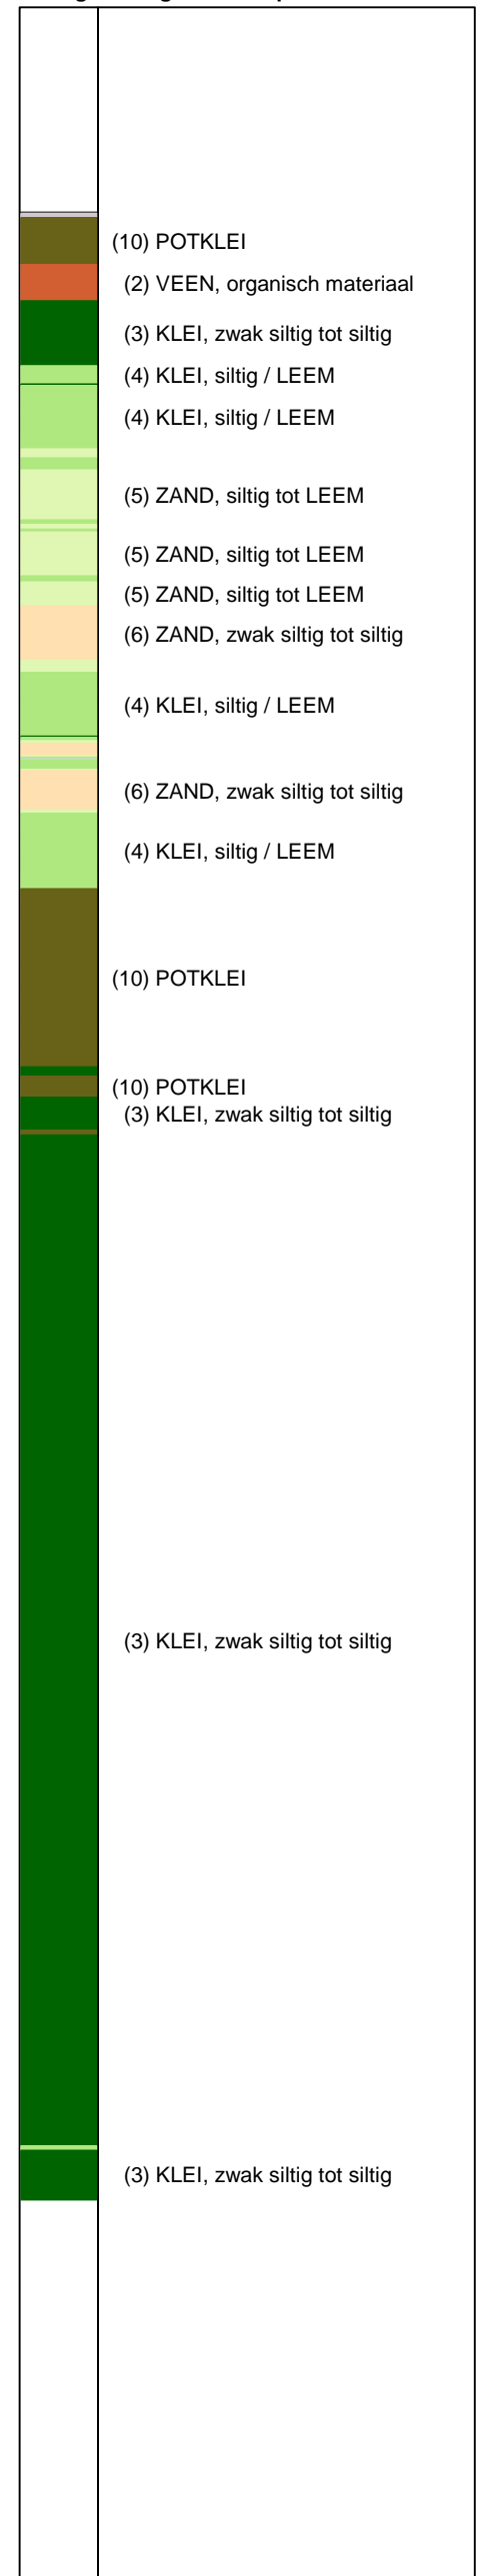 (10) POTKLEI
(2) VEEN, organisch materiaal
(3) KLEI, zwak siltig tot siltig
(4) KLEI, siltig / LEEM
(4) KLEI, siltig / LEEM
(5) ZAND, siltig tot LEEM
(5) ZAND, siltig tot LEEM
(5) ZAND, siltig tot LEEM
(6) ZAND, zwak siltig tot siltig
(4) KLEI, siltig / LEEM
(6) ZAND, zwak siltig tot siltig
(4) KLEI, siltig / LEEM
(10) POTKLEI
(10) POTKLEI
(3) KLEI, zwak siltig tot siltig
(3) KLEI, zwak siltig tot siltig
(3) KLEI, zwak siltig tot siltig